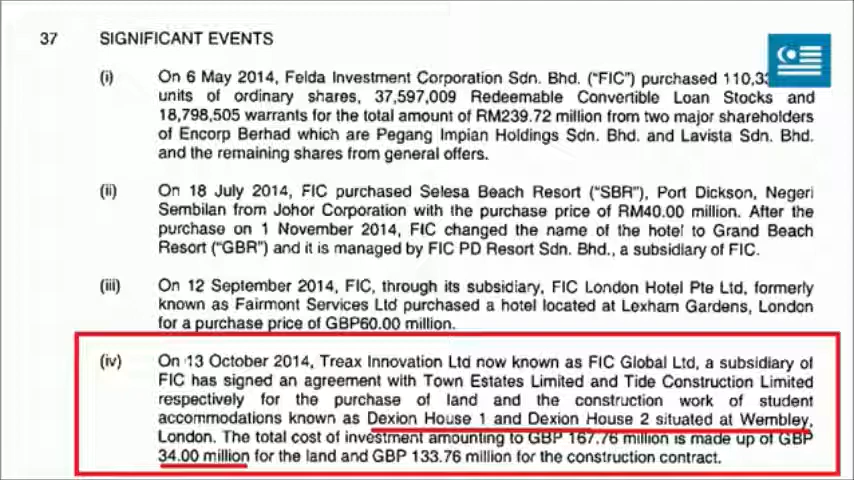 37 SIGNIFICANT EVENTS
(i) On 6 May 2014, Felda Investment Corporation Sdn. Bhd. ("FIC") purchased
units of ordinary shares, 37,597,009 Redeemable Convertible Loan Stocks and
18,798,505 warrants for the total amount of RM239.72 million from two major shareholders
of Encorp Berhad which are Pegang Impian Holdings Sdn. Bhd. and Lavista Sdn. Bhd.
and the remaining shares from general offers.
(ii) On 18 July 2014, FIC purchased Selesa Beach Resort ("SBR"), Port Dickson, Negeri
Sembilan from Johor Corporation with the purchase price of RM40.00 million. After the
purchase on 1 November 2014, FIC changed the name of the hotel to Grand Beach
Resort ("GBR") and it is managed by FIC PD Resort Sdn. Bhd., a subsidiary of FIC.
(iii) On 12 September 2014, FIC, through its subsidiary, FIC London Hotel Pte Ltd, formerly
known as Fairmont Services Ltd purchased a hotel located at Lexham Gardens, London
for a purchase price of GBP60.00 million.
(iv) On 13 October 2014, Treax Innovation Ltd now known as FIC Global Ltd, a subsidiary of
FIC has signed an agreement with Town Estates Limited and Tide Construction Limited
respectively for the purchase of land and the construction work of student
accommodations known as Dexion House 1 and Dexion House 2 situated at Wembley,
London. The total cost of investment amounting to GBP 167.76 million is made up of GBP
34.00 million for the land and GBP 133.76 million for the construction contract.